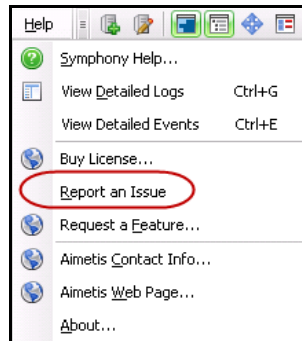 Help
Symphony Help...
View Detailed Logs Ctrl+G
View Detailed Events Ctrl+E
Buy License...
Report an Issue
Request a Feature...
Aimetis Contact Info...
Aimetis Web Page...
About...